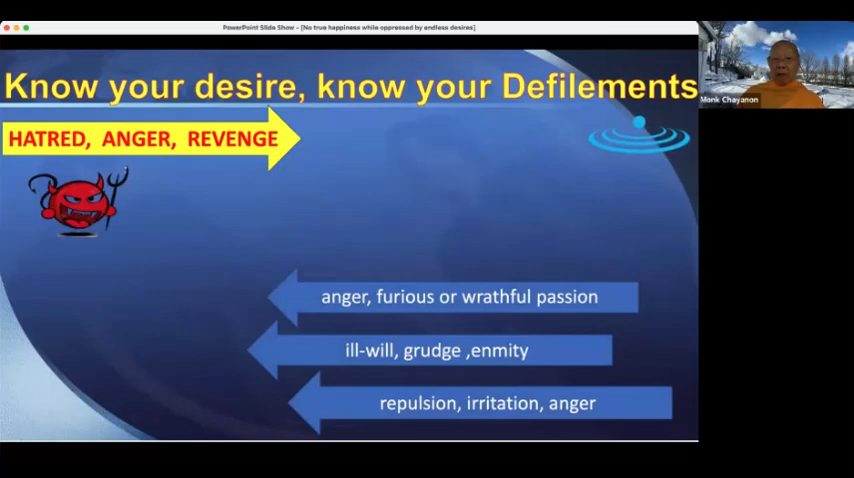 PowerPoint Slide Show - [No true happiness while oppressed by endless desires]
Know your desire, know your Defilements
Monk Chayanon
HATRED, ANGER, REVENGE
anger, furious or wrathful passion
ill-will, grudge ,enmity
repulsion, irritation, anger